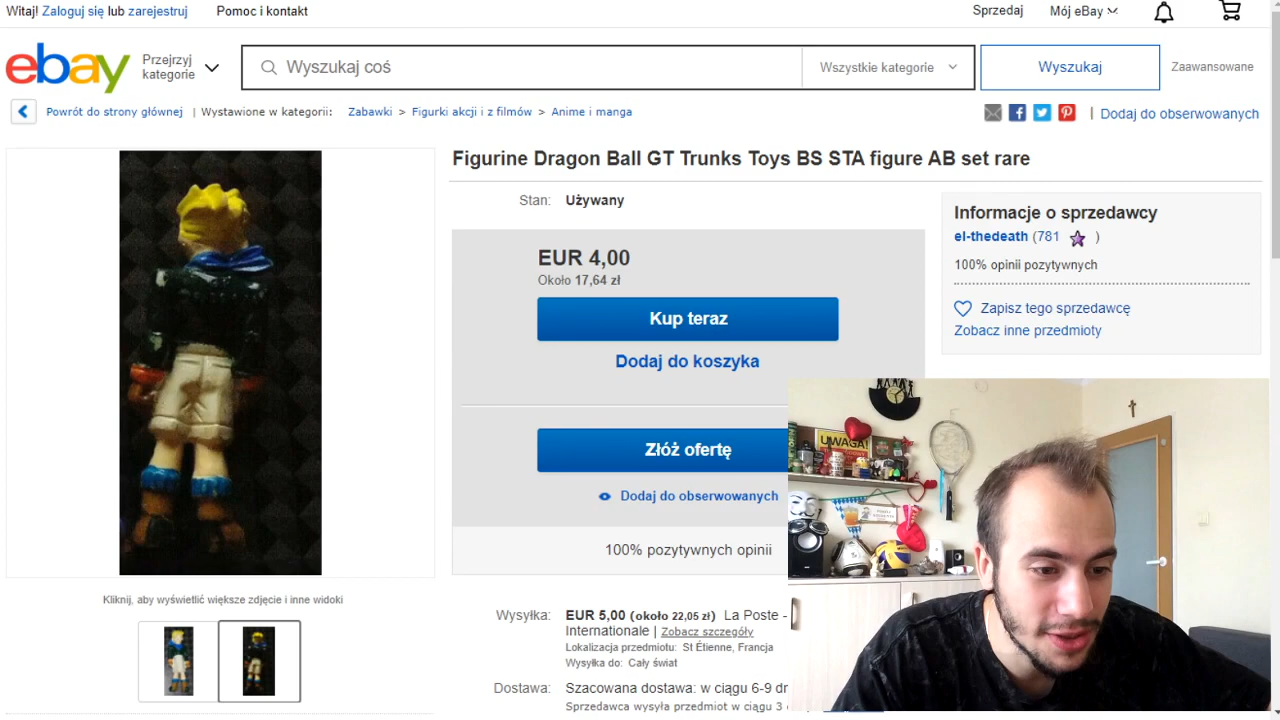 Witaj! Zaloguj się lub zarejestruj Pomoc i kontakt Sprzedaj Mój eBay
ebay Przejrzyj kategorie Wyszukaj coś Wszystkie kategorie Wyszukaj Zaawansowane
Powrót do strony głównej | Wystawione w kategorii: Zabawki > Figurki akcji i z filmów > Anime i manga | Dodaj do obserwowanych
Figurine Dragon Ball GT Trunks Toys BS STA figure AB set rare
Stan: Używany
EUR 4,00
Około 17,64 zł
Kup teraz
Dodaj do koszyka
Złóż ofertę
Dodaj do obserwowanych
100% pozytywnych opinii
Informacje o sprzedawcy
el-thedeath (781 )
100% opinii pozytywnych
Zapisz tego sprzedawcę
Zobacz inne przedmioty
Kliknij, aby wyświetlić większe zdjęcie i inne widoki
Wysyłka: EUR 5,00 (około 22,05 zł) La Poste -
Internationale | Zobacz szczegóły
Lokalizacja przedmiotu: St Étienne, Francja
Wysyłka do: Cały świat
Dostawa: Szacowana dostawa: w ciągu 6-9 dr
Sprzedawca wysyła przedmiot w ciągu 3
UWAGA!